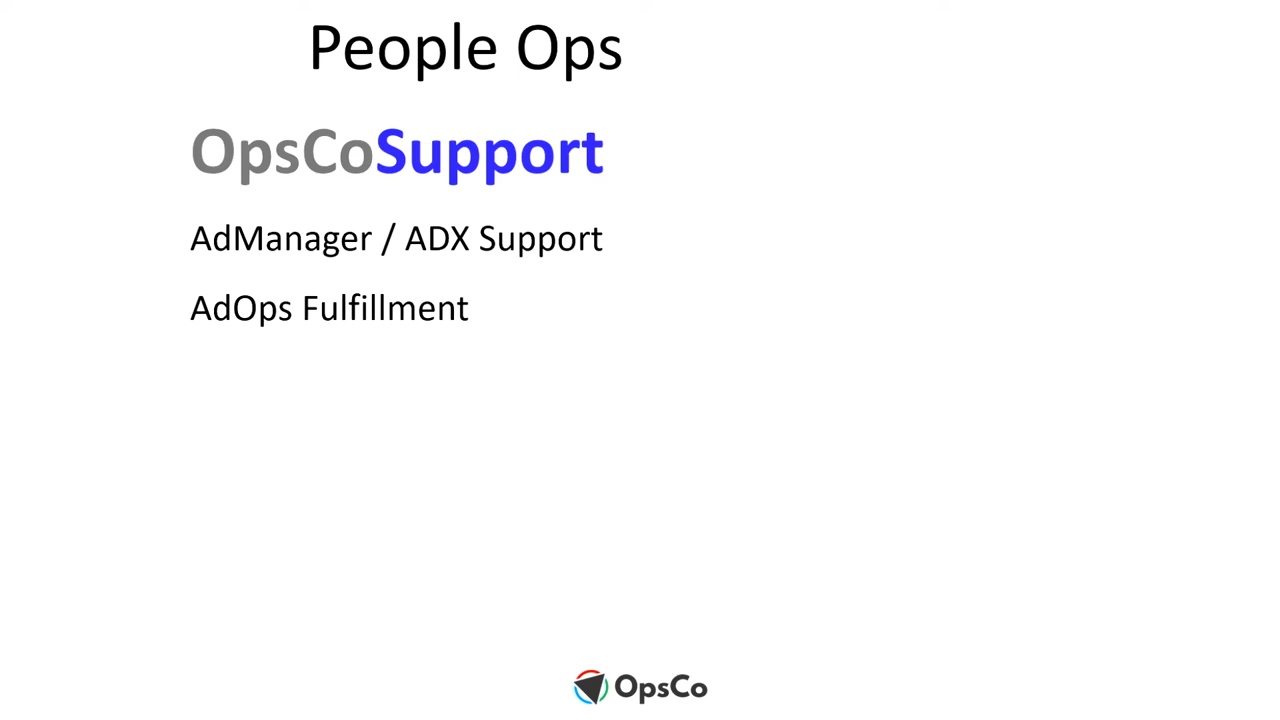 People Ops
OpsCoSupport
AdManager / ADX Support
AdOps Fulfillment
OpsCo